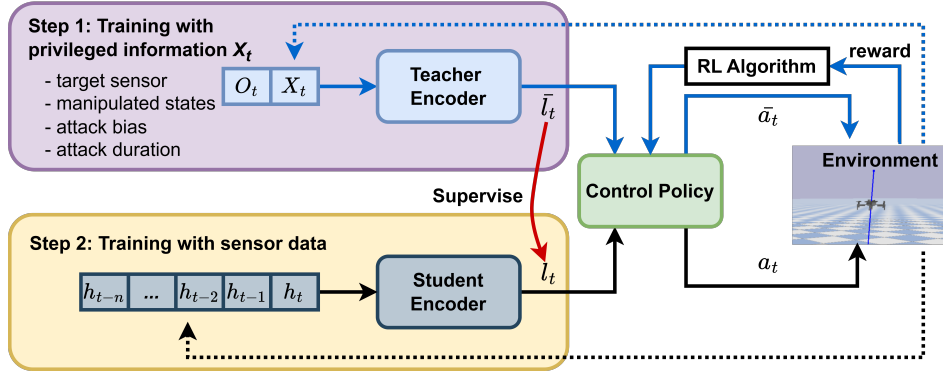 Step 1: Training with
privileged information X_t
- target sensor
- manipulated states
- attack bias
- attack duration
O_t X_t
Teacher
Encoder
l̄_t
Supervise
Step 2: Training with sensor data
h_{t-n} ... h_{t-2} h_{t-1} h_t
Student
Encoder
l_t
Control Policy
RL Algorithm
reward
ā_t
Environment
a_t